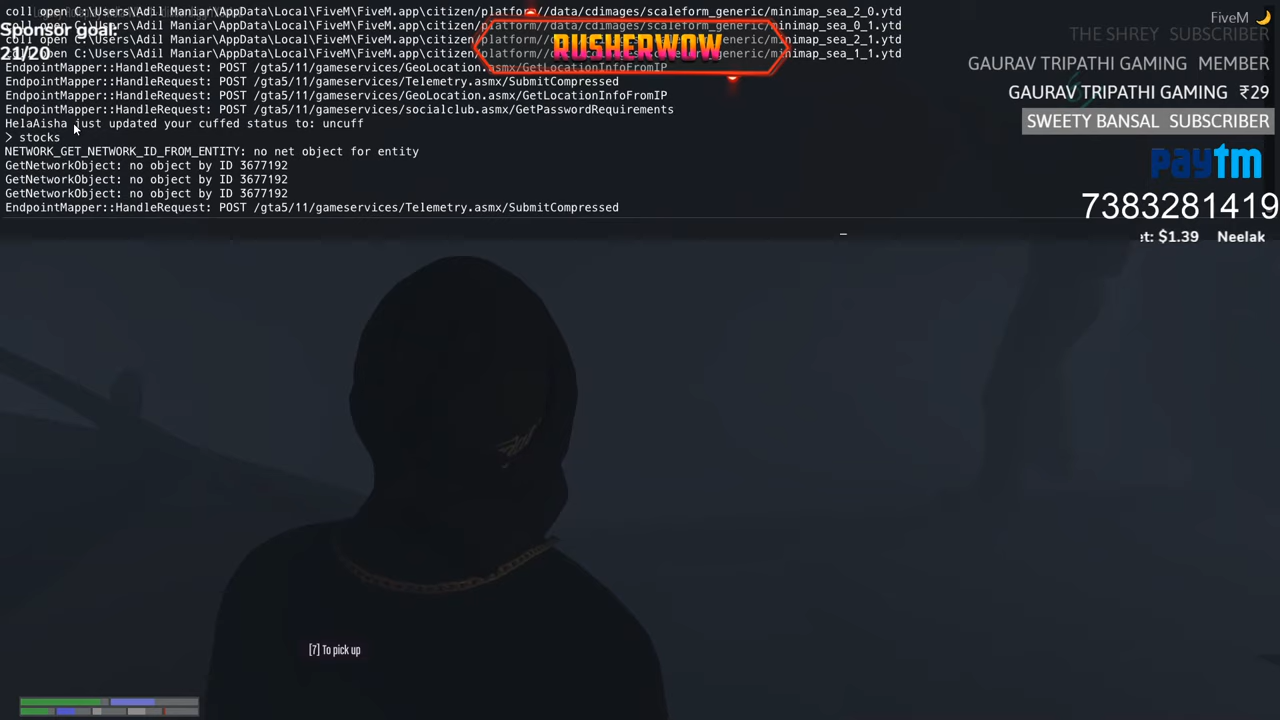 coll open C:\Users\Adil Maniar\AppData\Local\FiveM\FiveM.app\citizen/platform//data/cdimages/scaleform_generic/minimap_sea_2_0.ytd
coll open C:\Users\Adil Maniar\AppData\Local\FiveM\FiveM.app\citizen/platform//data/cdimages/scaleform_generic/minimap_sea_0_1.ytd
Sponsor goal:
coll open C:\Users\Adil Maniar\AppData\Local\FiveM\FiveM.app\citizen/platform//data/cdimages/scaleform_generic/minimap_sea_2_1.ytd
21/20
coll open C:\Users\Adil Maniar\AppData\Local\FiveM\FiveM.app\citizen/platform//data/cdimages/scaleform_generic/minimap_sea_1_1.ytd
EndpointMapper::HandleRequest: POST /gta5/11/gameservices/GeoLocation.asmx/GetLocationInfoFromIP
EndpointMapper::HandleRequest: POST /gta5/11/gameservices/Telemetry.asmx/SubmitCompressed
EndpointMapper::HandleRequest: POST /gta5/11/gameservices/GeoLocation.asmx/GetLocationInfoFromIP
EndpointMapper::HandleRequest: POST /gta5/11/gameservices/socialclub.asmx/GetPasswordRequirements
HelaAisha just updated your cuffed status to: uncuff
> stocks
NETWORK_GET_NETWORK_ID_FROM_ENTITY: no net object for entity
GetNetworkObject: no object by ID 3677192
GetNetworkObject: no object by ID 3677192
GetNetworkObject: no object by ID 3677192
EndpointMapper::HandleRequest: POST /gta5/11/gameservices/Telemetry.asmx/SubmitCompressed
RUSHERWOW
FiveM
THE SHREY SUBSCRIBER
GAURAV TRIPATHI GAMING MEMBER
GAURAV TRIPATHI GAMING ₹29
SWEETY BANSAL SUBSCRIBER
paytm
7383281419
et: $1.39 Neelak
[7] To pick up